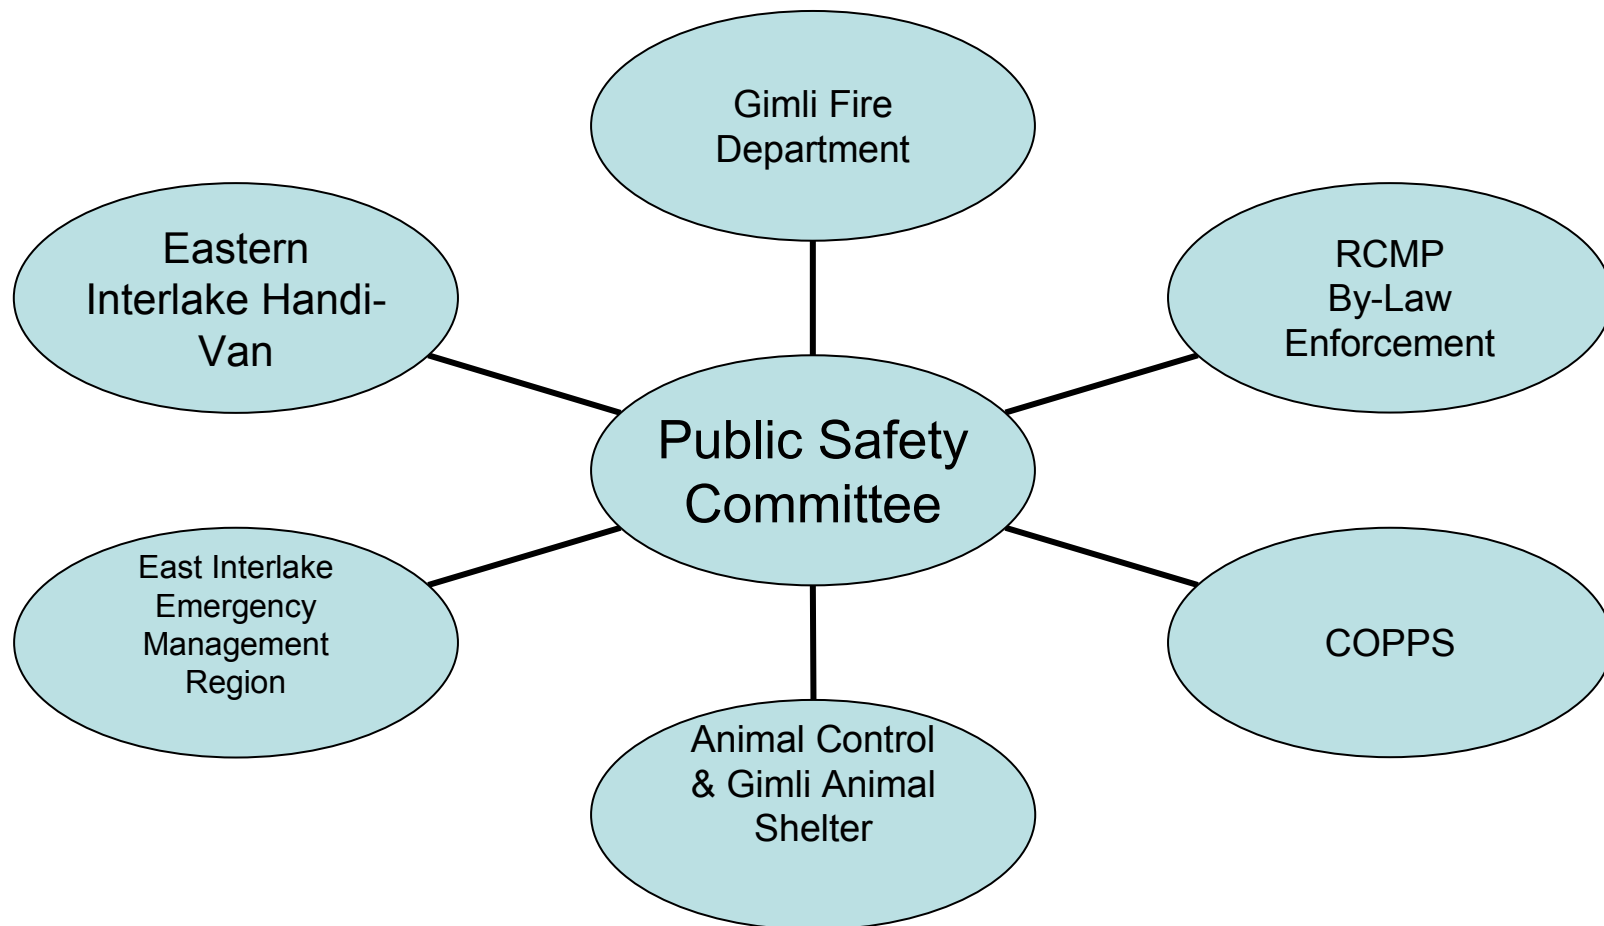 Gimli Fire
Department
Eastern
Interlake Handi-
Van
RCMP
By-Law
Enforcement
Public Safety
Committee
East Interlake
Emergency
Management
Region
COPPS
Animal Control
& Gimli Animal
Shelter